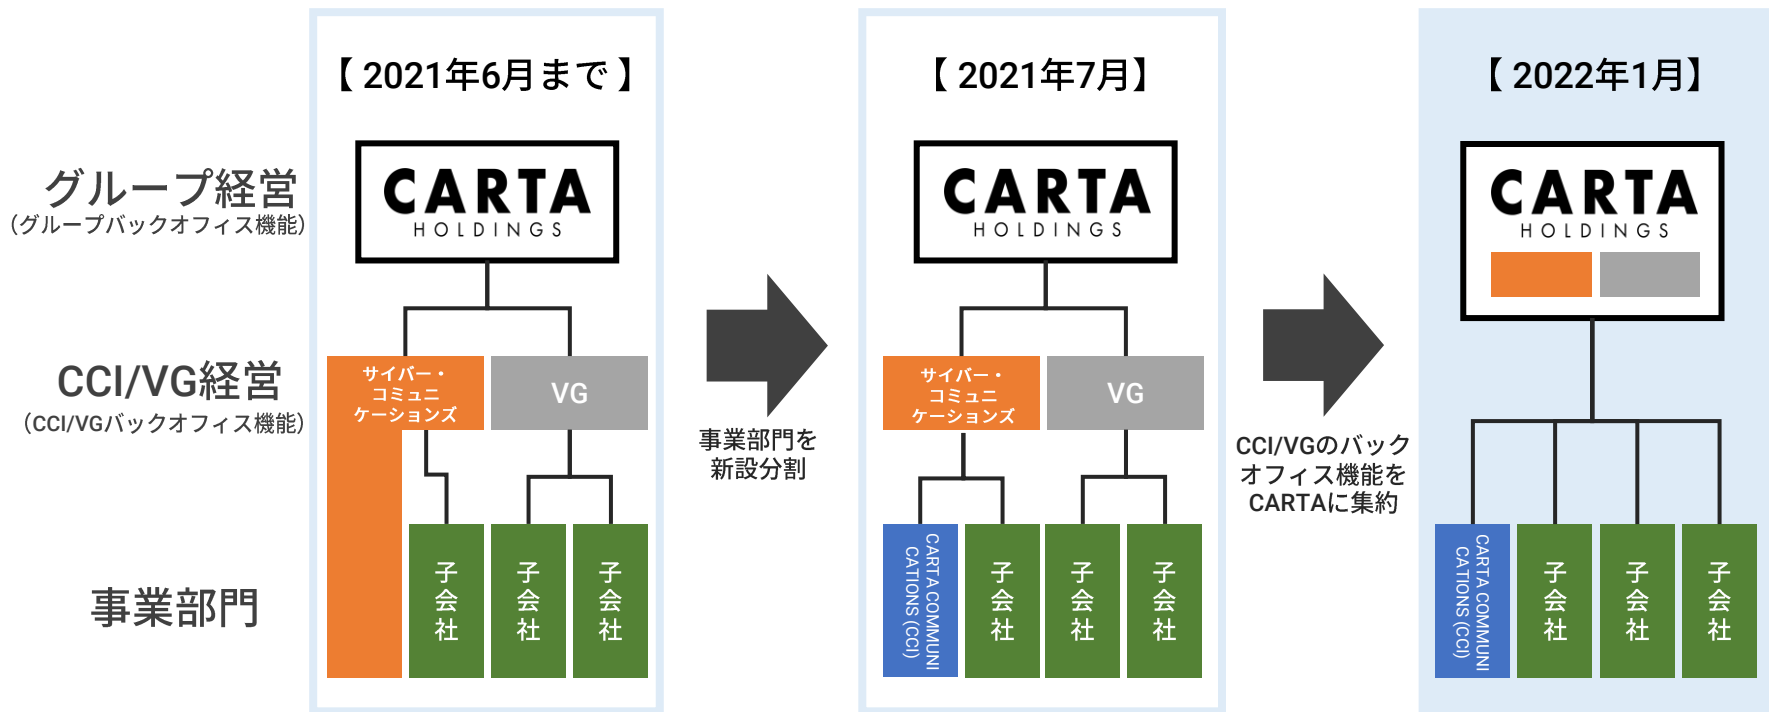 【 2021年6月まで 】
【 2021年7月】
【 2022年1月】
グループ経営
（グループバックオフィス機能）
CARTA
HOLDINGS
CARTA
HOLDINGS
CARTA
HOLDINGS
CCI/VG経営
（CCI/VGバックオフィス機能）
サイバー・
コミュニ
ケーションズ
VG
事業部門を
新設分割
サイバー・
コミュニ
ケーションズ
VG
CCI/VGのバック
オフィス機能を
CARTAに集約
事業部門
子会社
子会社
子会社
CARTA COMMUNI
CATIONS (CCI)
子会社
子会社
子会社
CARTA COMMUNI
CATIONS (CCI)
子会社
子会社
子会社